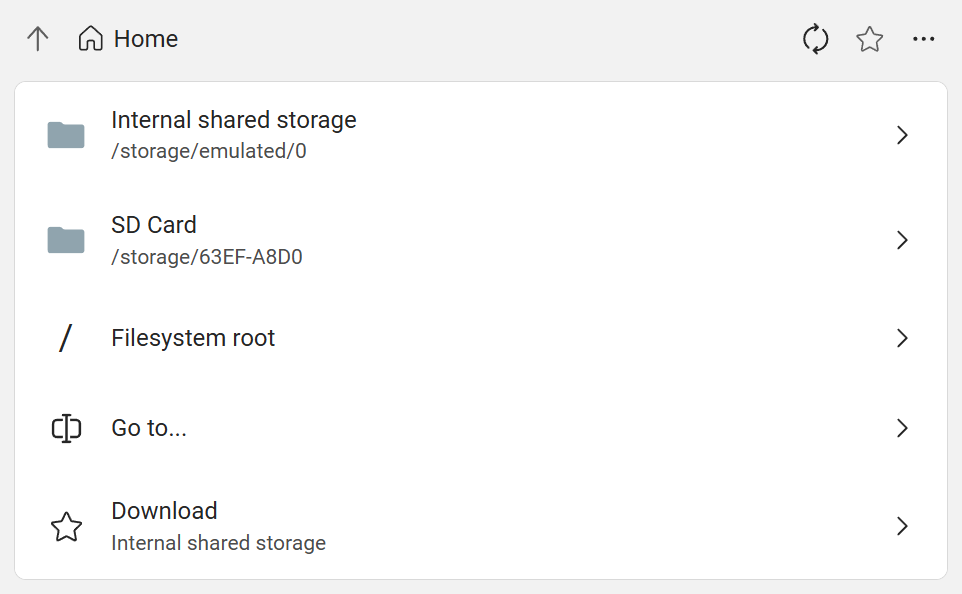 Home
Internal shared storage
/storage/emulated/0
SD Card
/storage/63EF-A8D0
/
Filesystem root
Go to...
Download
Internal shared storage